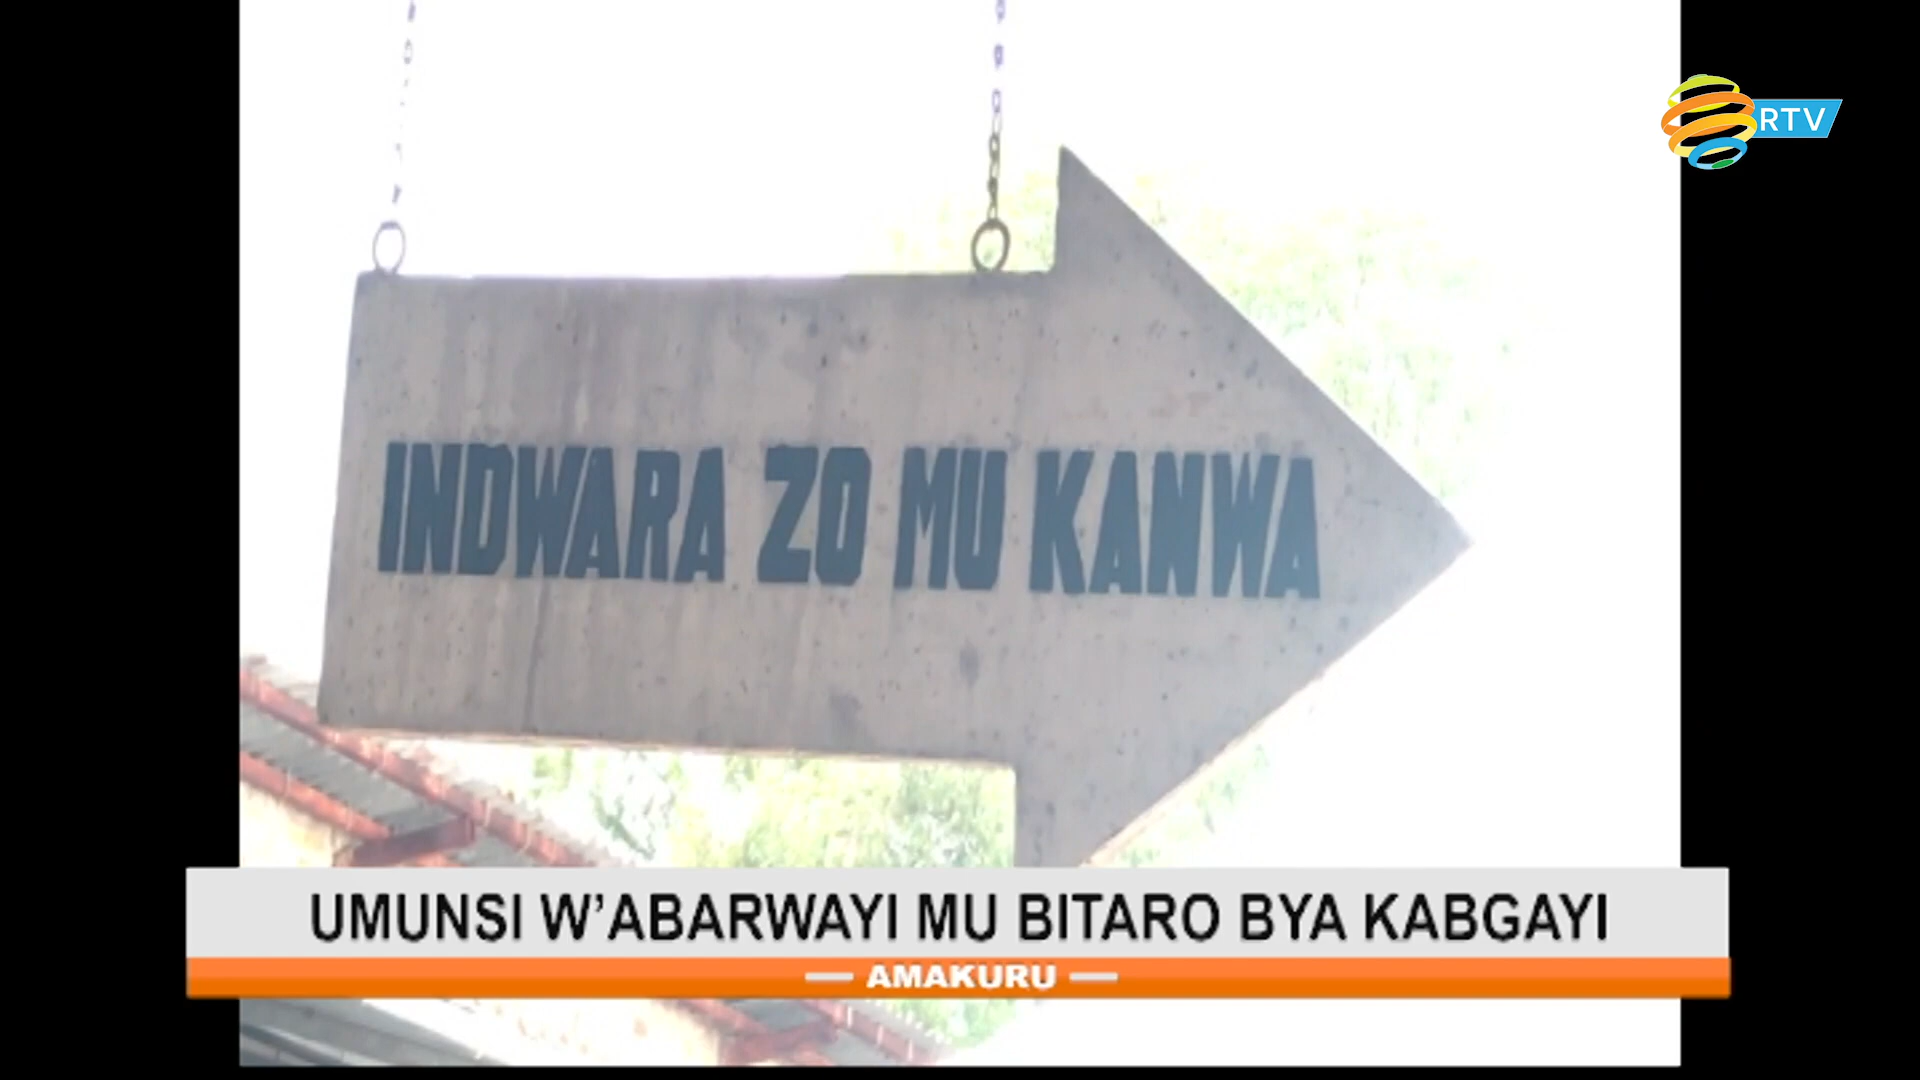 RTV
INDWARA ZO MU KANWA
UMUNSI W'ABARWAYI MU BITARO BYA KABGAYI
AMAKURU